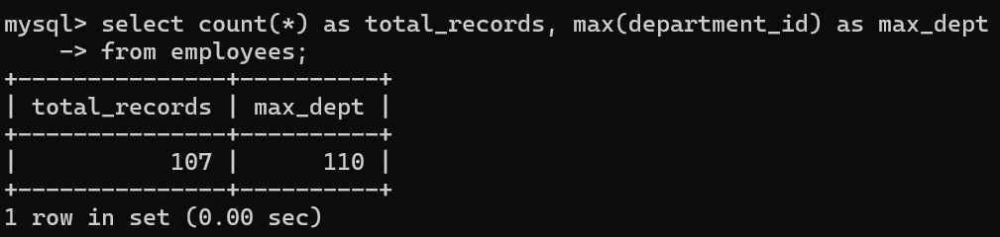 mysql> select count(*) as total_records, max(department_id) as max_dept
    -> from employees;
+---------------+----------+
| total_records | max_dept |
+---------------+----------+
|           107 |      110 |
+---------------+----------+
1 row in set (0.00 sec)